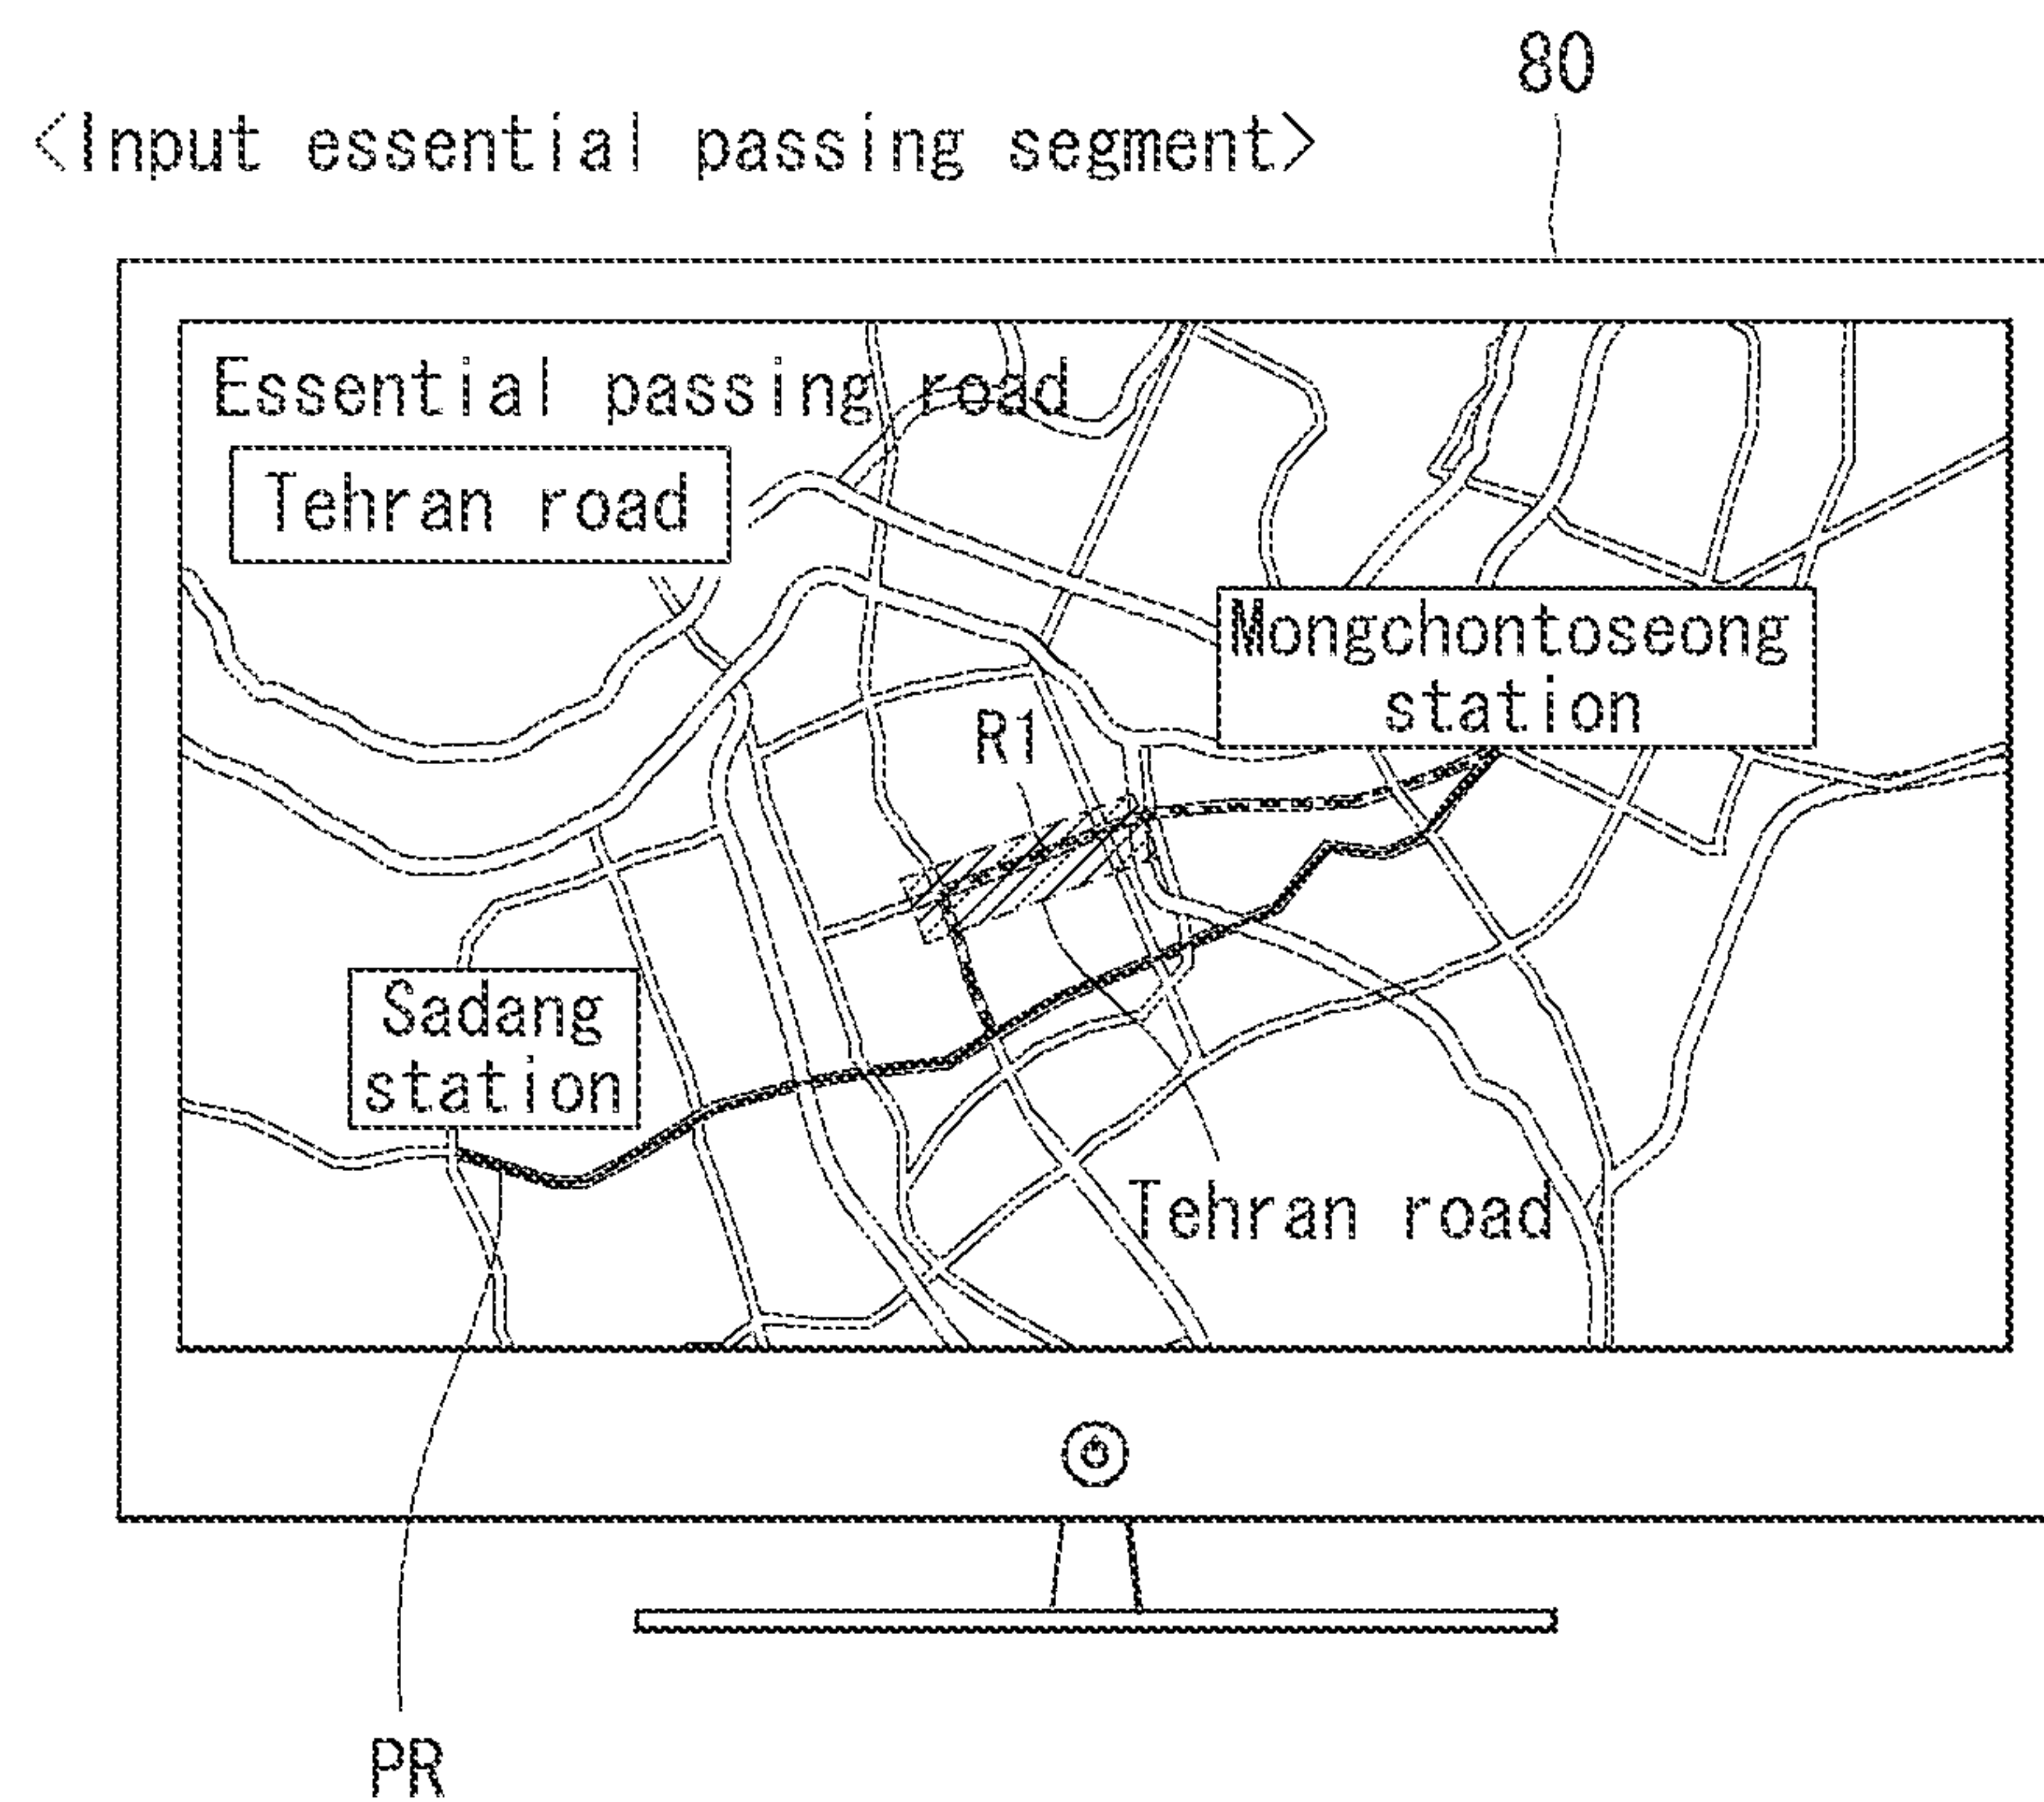 80
<Input essential passing segment>
Essential passing road
Tehran road
Mongchontoseong
station
R1
Sadang
station
Tehran road
PR